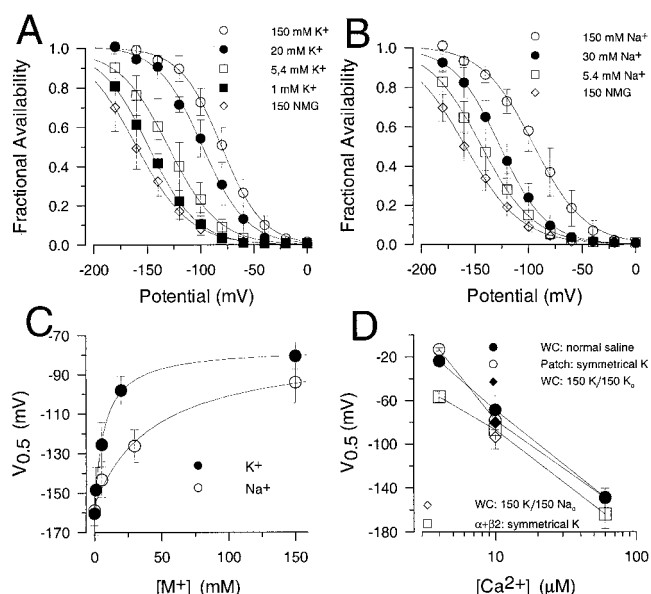 A
150 mM K+
20 mM K+
5,4 mM K+
1 mM K+
150 NMG
Fractional Availability
1.0
0.8
0.6
0.4
0.2
0.0
-200 -150 -100 -50 0
Potential (mV)
B
150 mM Na+
30 mM Na+
5.4 mM Na+
150 NMG
Fractional Availability
1.0
0.8
0.6
0.4
0.2
0.0
-200 -150 -100 -50 0
Potential (mV)
C
V0.5 (mV)
-70
-90
-110
-130
-150
-170
K+
Na+
0 50 100 150
[M+] (mM)
D
WC: normal saline
Patch: symmetrical K
WC: 150 K/150 Ko
V0.5 (mV)
-20
-60
-100
-140
-180
WC: 150 K/150 Nao
α+β2: symmetrical K
10 100
[Ca2+] (μM)